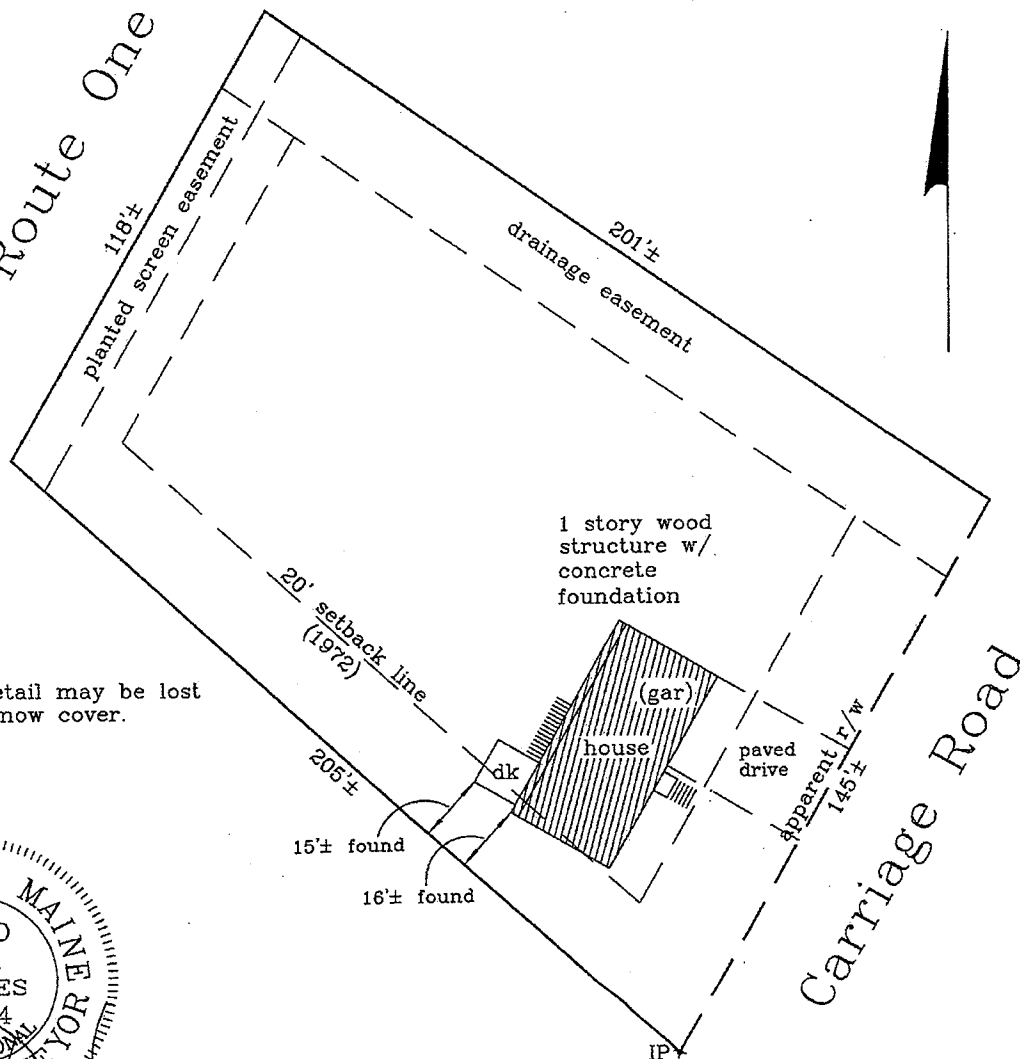 Route One
118'±
planted screen easement
201'±
drainage easement
1 story wood
structure w/
concrete
foundation
20' setback line
(1972)
etail may be lost
now cover.
205'±
(gar)
house
dk
paved
drive
apparent r/w
145'±
Carriage Road
15'± found
16'± found
IP
MAINE
ES
4